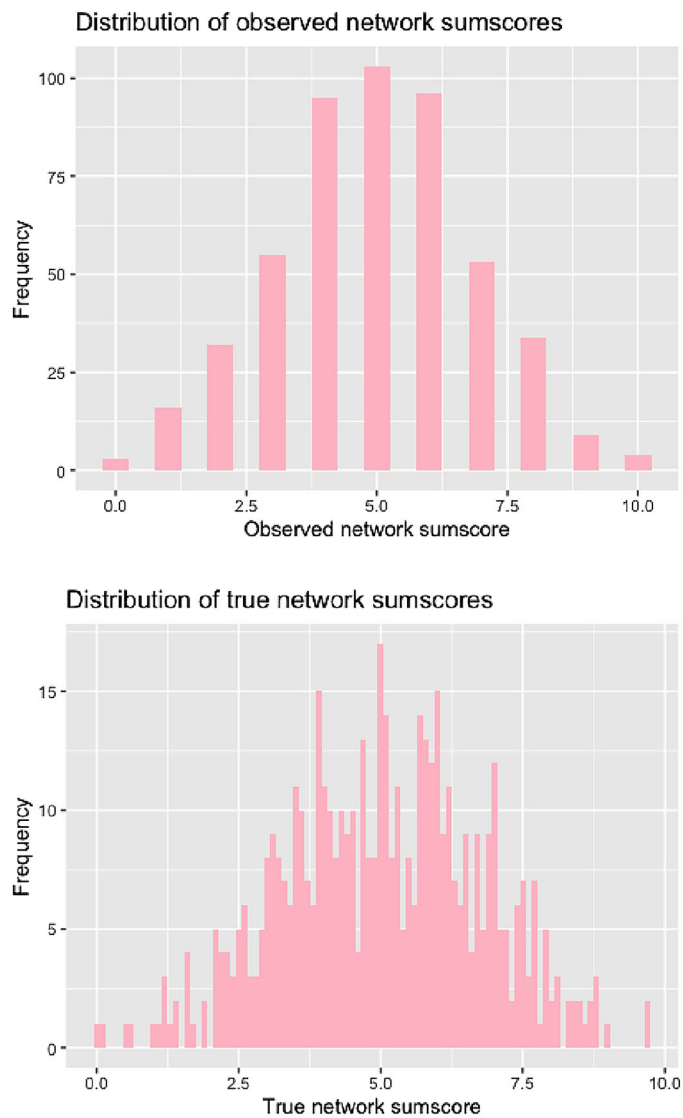 Distribution of observed network sumscores
100
75
50
25
0
Frequency
0.0 2.5 5.0 7.5 10.0
Observed network sumscore
Distribution of true network sumscores
15
10
5
0
Frequency
0.0 2.5 5.0 7.5 10.0
True network sumscore